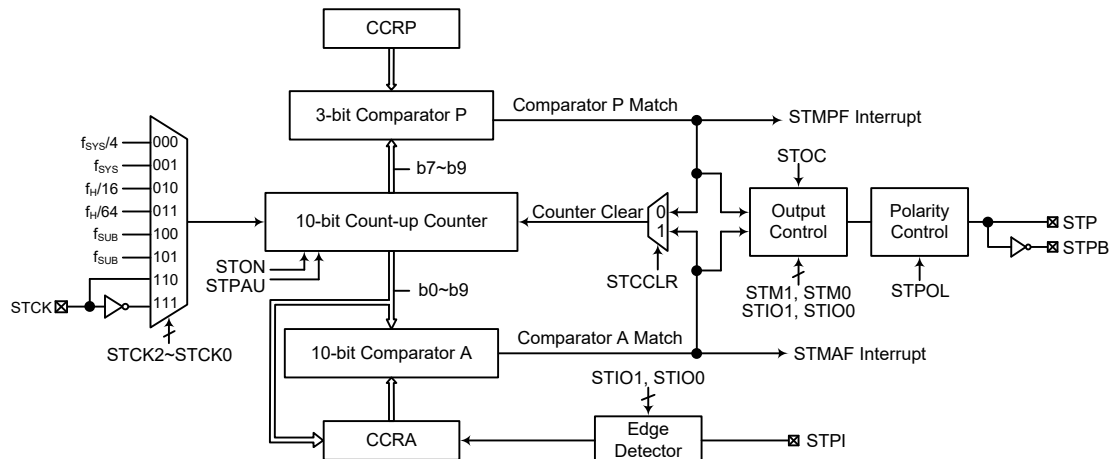 CCRP
3-bit Comparator P
Comparator P Match
STMPF Interrupt
b7~b9
fSYS/4
000
fSYS
001
fH/16
010
fH/64
011
fSUB
100
fSUB
101
110
111
STCK
STCK2~STCK0
10-bit Count-up Counter
Counter Clear
0
1
STCCLR
STON
STPAU
STOC
Output
Control
STM1, STM0
STIO1, STIO0
Polarity
Control
STPOL
STP
STPB
b0~b9
10-bit Comparator A
Comparator A Match
STMAF Interrupt
STIO1, STIO0
CCRA
Edge
Detector
STPI